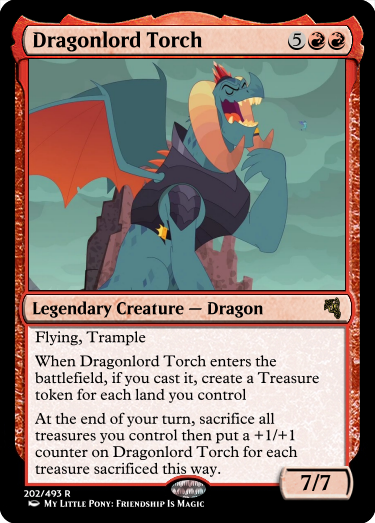 Dragonlord Torch 5
Legendary Creature — Dragon
Flying, Trample
When Dragonlord Torch enters the
battlefield, if you cast it, create a Treasure
token for each land you control
At the end of your turn, sacrifice all
treasures you control then put a +1/+1
counter on Dragonlord Torch for each
treasure sacrificed this way.
7/7
202/493 R
My Little Pony: Friendship Is Magic